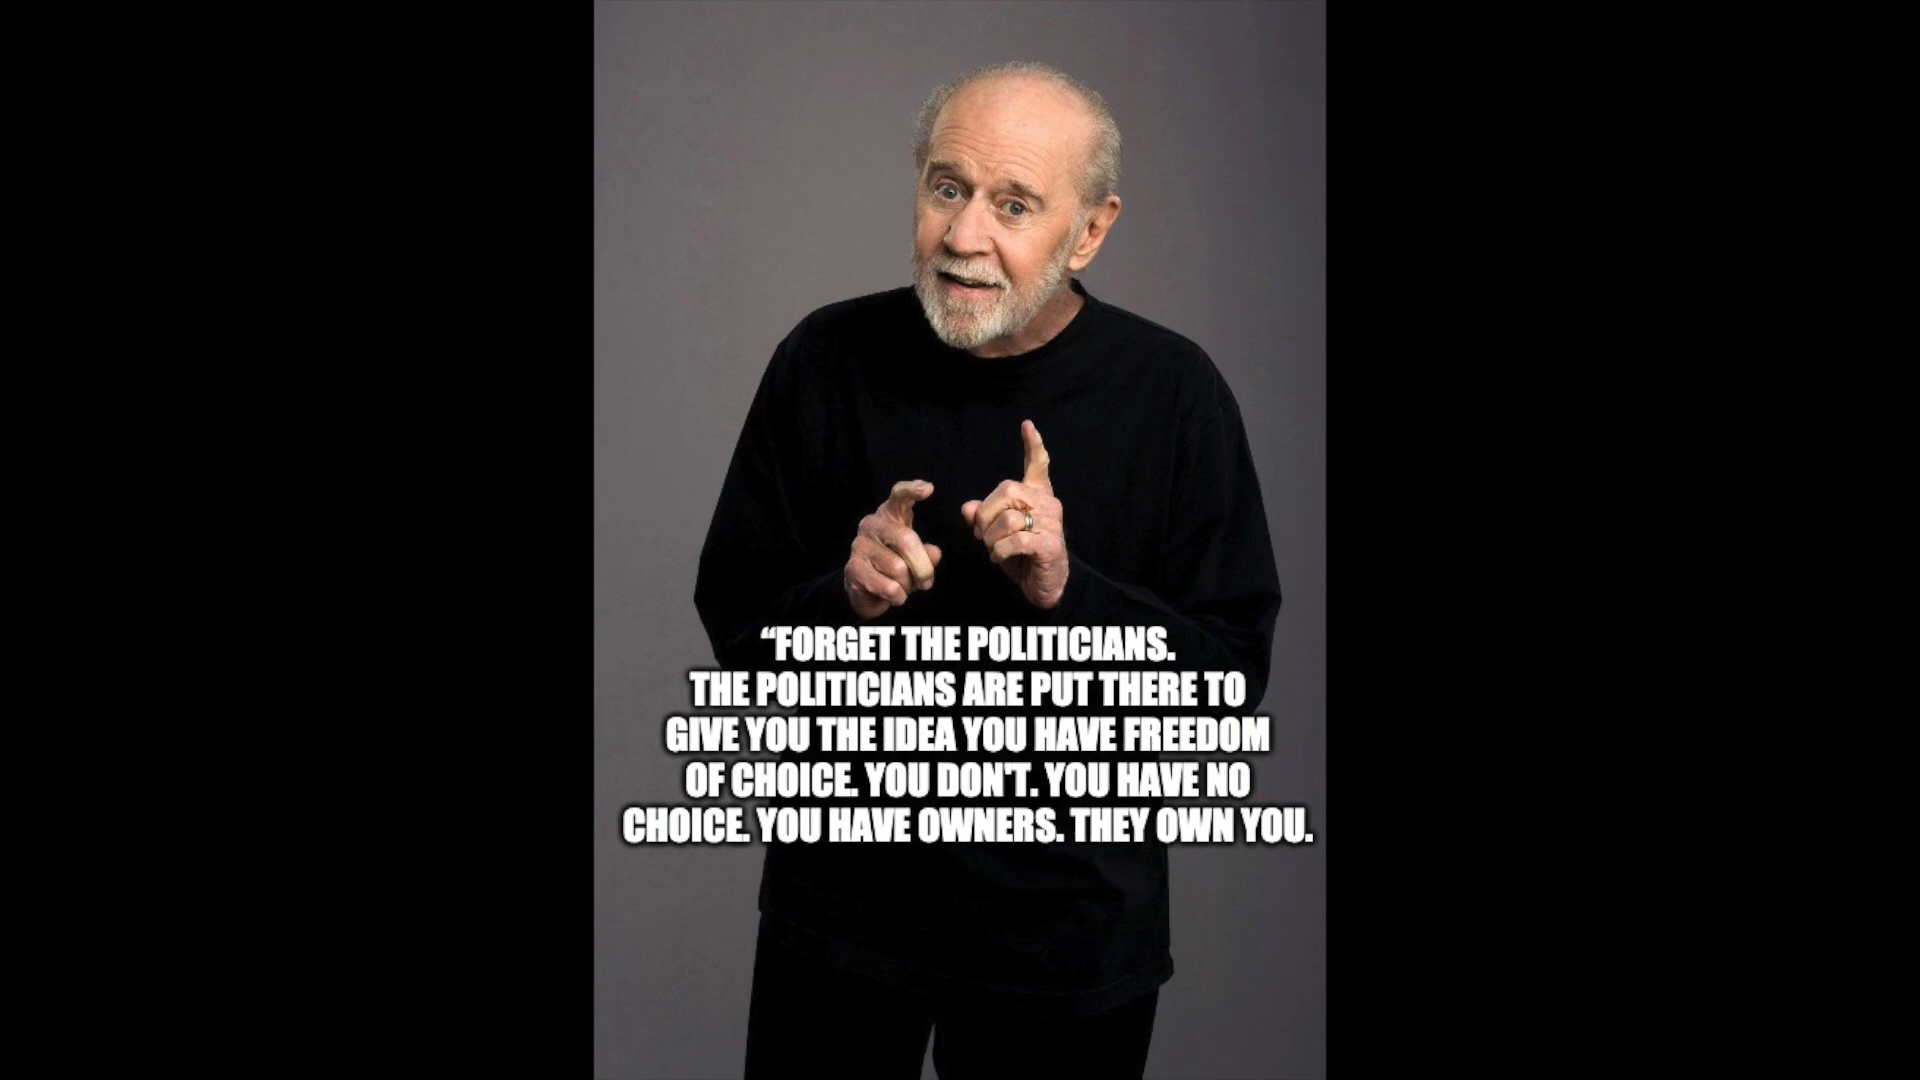 “FORGET THE POLITICIANS.
THE POLITICIANS ARE PUT THERE TO
GIVE YOU THE IDEA YOU HAVE FREEDOM
OF CHOICE. YOU DON'T. YOU HAVE NO
CHOICE. YOU HAVE OWNERS. THEY OWN YOU.